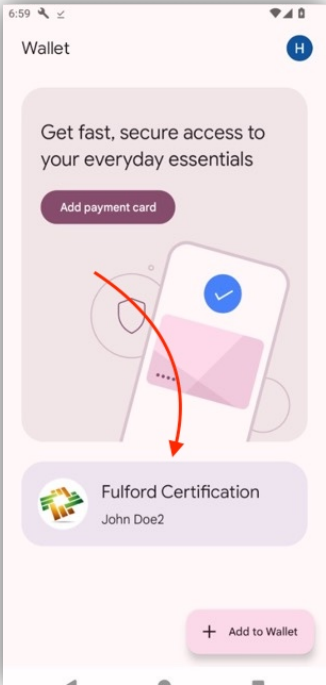 6:59
Wallet
H
Get fast, secure access to
your everyday essentials
Add payment card
Fulford Certification
John Doe2
+ Add to Wallet